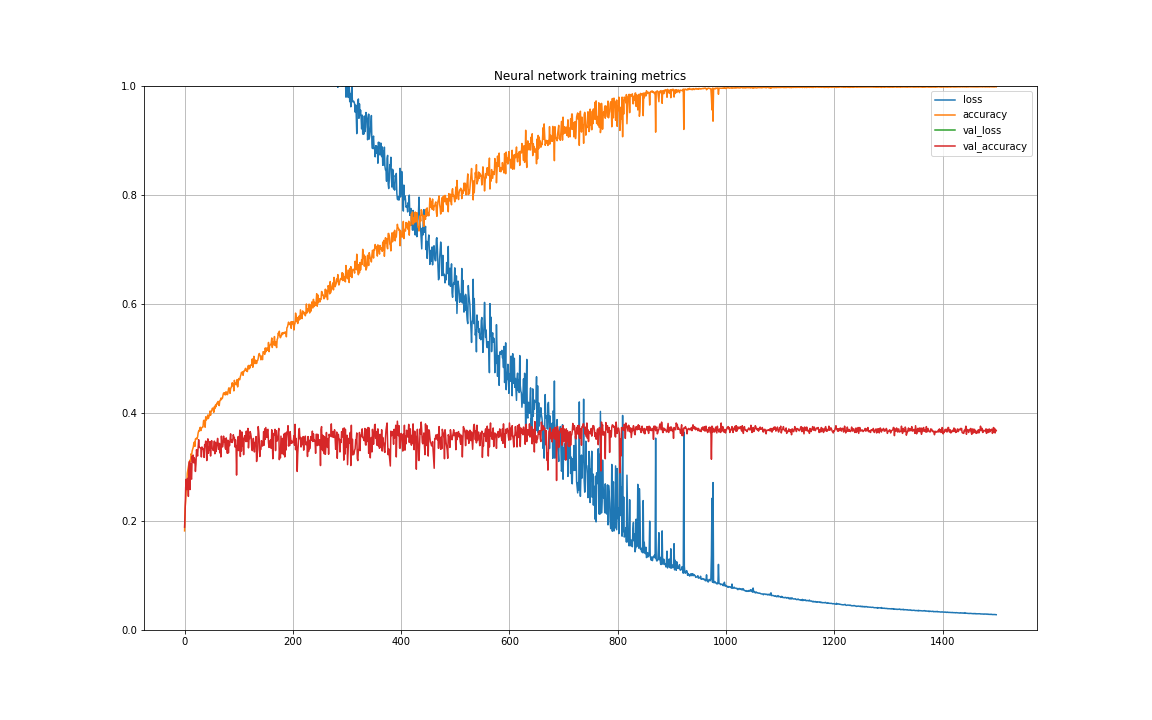 Neural network training metrics
1.0
0.8
0.6
0.4
0.2
0.0
loss
accuracy
val_loss
val_accuracy
0 200 400 600 800 1000 1200 1400